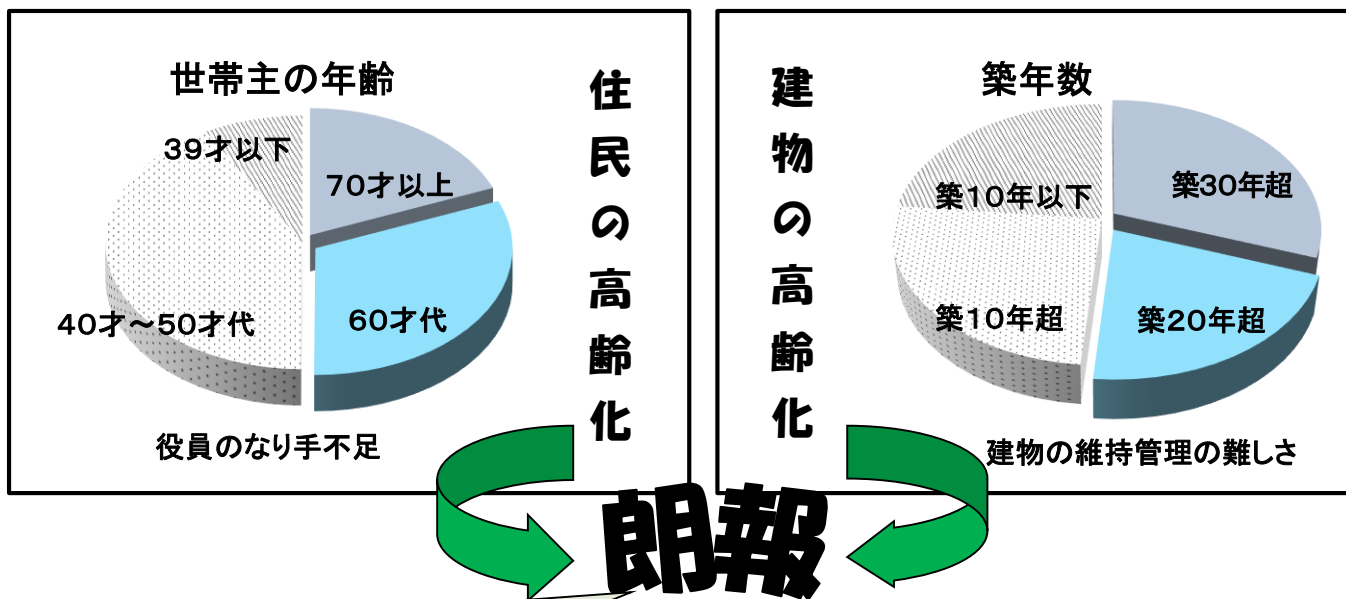 世帯主の年齢
39才以下
70才以上
40才～50才代
60才代
役員のなり手不足
住民の高齢化
建物の高齢化
築年数
築10年以下
築30年超
築10年超
築20年超
建物の維持管理の難しさ
朗報